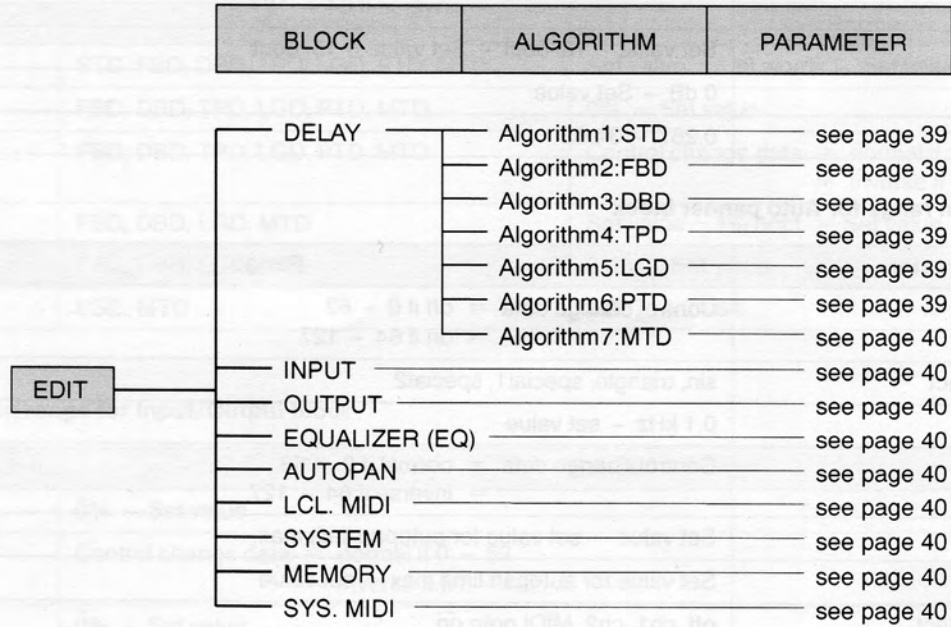 BLOCK ALGORITHM PARAMETER
DELAY Algorithm1:STD see page 39
Algorithm2:FBD see page 39
Algorithm3:DBD see page 39
Algorithm4:TPD see page 39
Algorithm5:LGD see page 39
Algorithm6:PTD see page 39
Algorithm7:MTD see page 40
INPUT see page 40
EDIT
OUTPUT see page 40
EQUALIZER (EQ) see page 40
AUTOPAN see page 40
LCL. MIDI see page 40
SYSTEM see page 40
MEMORY see page 40
SYS. MIDI see page 40